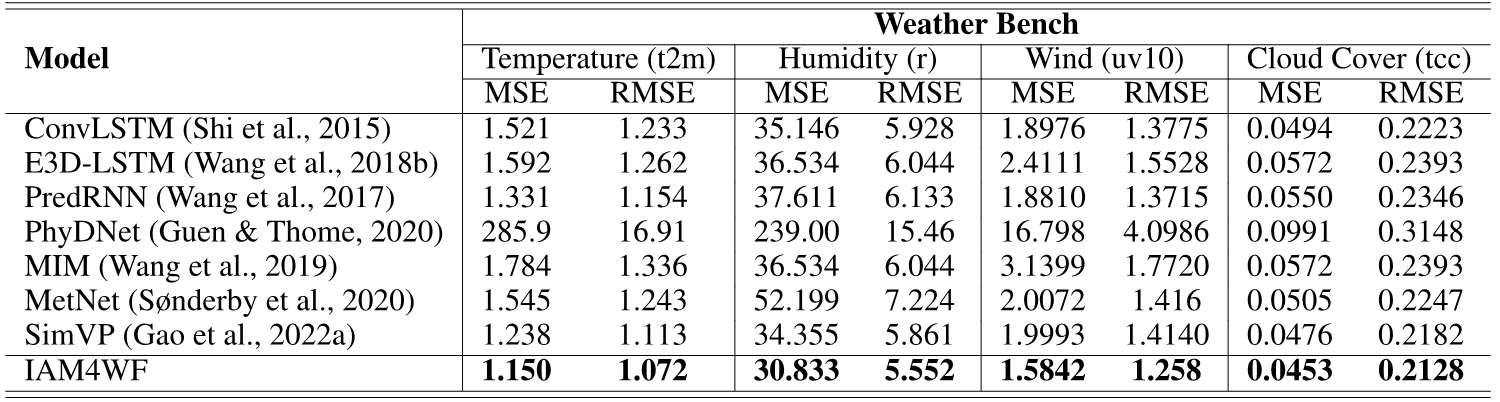 Weather Bench
Model
Temperature (t2m) Humidity (r) Wind (uv10) Cloud Cover (tcc)
MSE RMSE MSE RMSE MSE RMSE MSE RMSE
ConvLSTM (Shi et al., 2015) 1.521 1.233 35.146 5.928 1.8976 1.3775 0.0494 0.2223
E3D-LSTM (Wang et al., 2018b) 1.592 1.262 36.534 6.044 2.4111 1.5528 0.0572 0.2393
PredRNN (Wang et al., 2017) 1.331 1.154 37.611 6.133 1.8810 1.3715 0.0550 0.2346
PhyDNet (Guen & Thome, 2020) 285.9 16.91 239.00 15.46 16.798 4.0986 0.0991 0.3148
MIM (Wang et al., 2019) 1.784 1.336 36.534 6.044 3.1399 1.7720 0.0572 0.2393
MetNet (Sønderby et al., 2020) 1.545 1.243 52.199 7.224 2.0072 1.416 0.0505 0.2247
SimVP (Gao et al., 2022a) 1.238 1.113 34.355 5.861 1.9993 1.4140 0.0476 0.2182
IAM4WF 1.150 1.072 30.833 5.552 1.5842 1.258 0.0453 0.2128